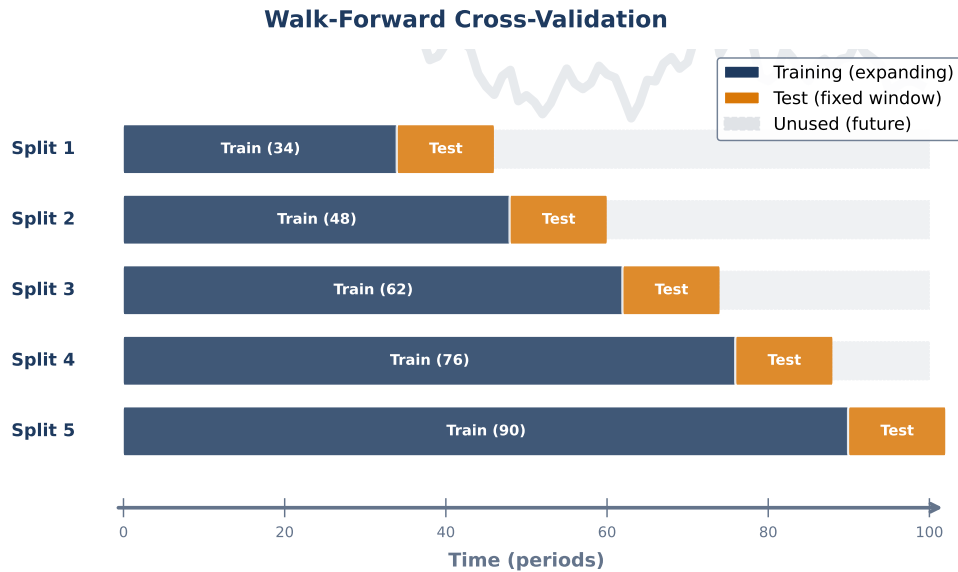 Walk-Forward Cross-Validation
Training (expanding)
Test (fixed window)
Unused (future)
Split 1
Train (34)
Test
Split 2
Train (48)
Test
Split 3
Train (62)
Test
Split 4
Train (76)
Test
Split 5
Train (90)
Test
0 20 40 60 80 100
Time (periods)